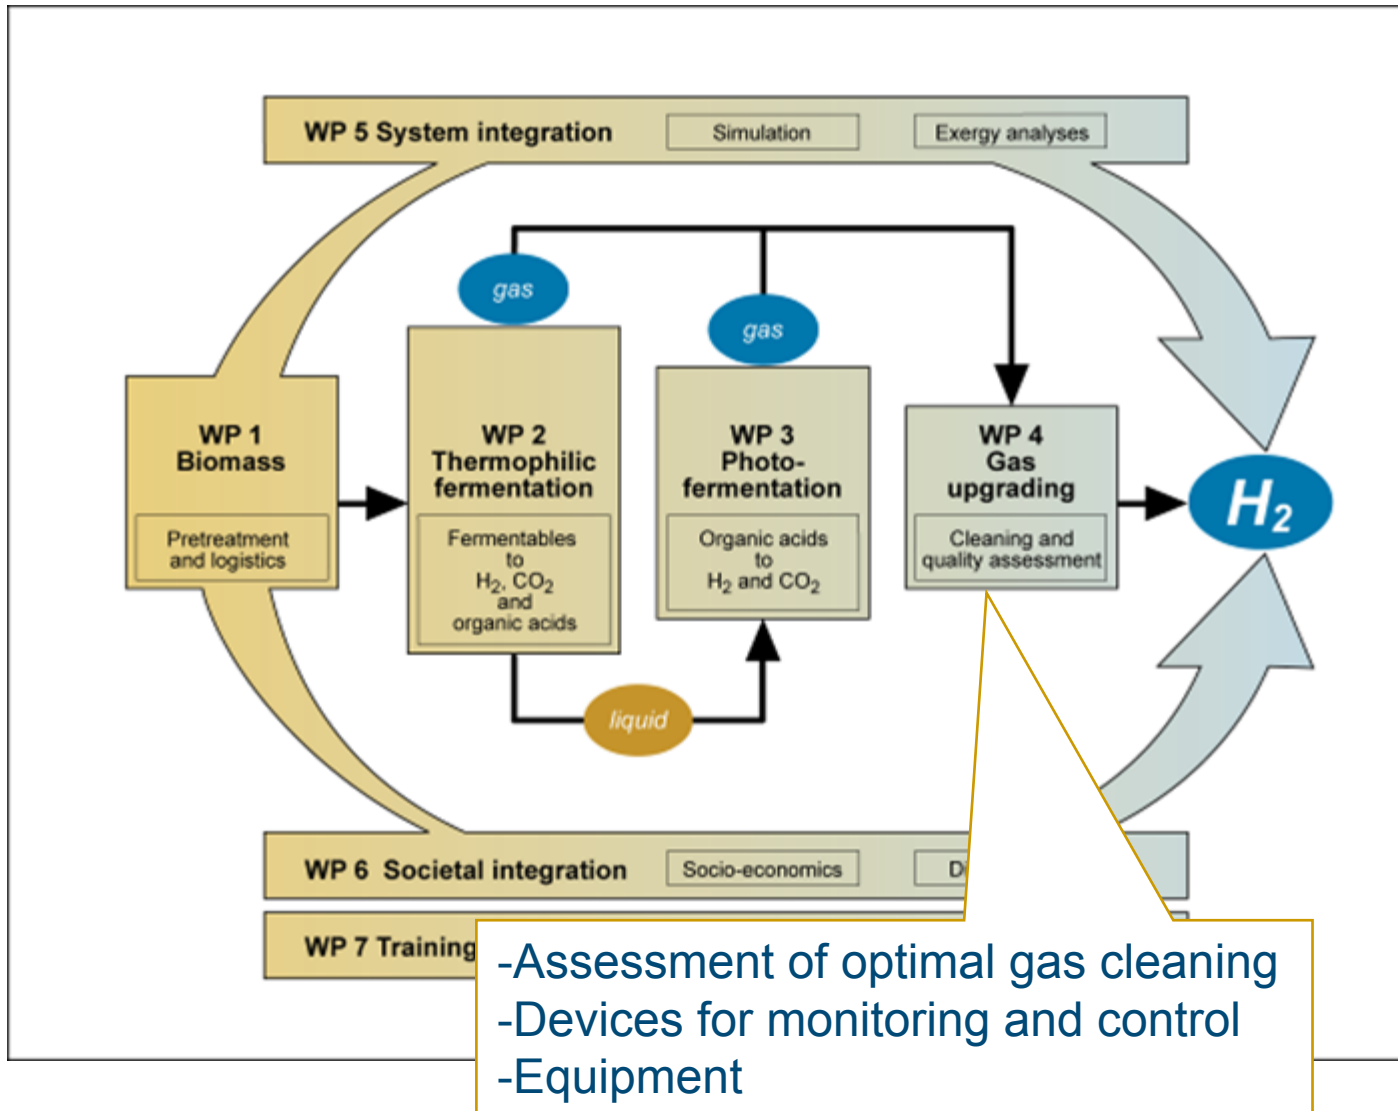 WP 5 System integration
Simulation
Exergy analyses
gas
gas
WP 1
Biomass
Pretreatment
and logistics
WP 2
Thermophilic
fermentation
Fermentables
to
H2, CO2
and
organic acids
WP 3
Photo-
fermentation
Organic acids
to
H2 and CO2
WP 4
Gas
upgrading
Cleaning and
quality assessment
H2
liquid
WP 6 Societal integration
Socio-economics
WP 7 Training
-Assessment of optimal gas cleaning
-Devices for monitoring and control
-Equipment